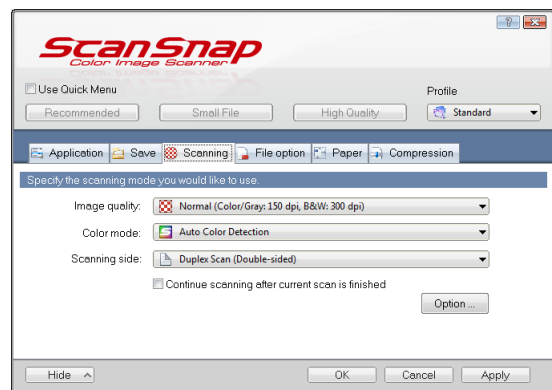 ScanSnap
Color Image Scanner
Use Quick Menu
Profile
Recommended Small File High Quality Standard
Application Save Scanning File option Paper Compression
Specify the scanning mode you would like to use.
Image quality: Normal (Color/Gray: 150 dpi, B&W: 300 dpi)
Color mode: Auto Color Detection
Scanning side: Duplex Scan (Double-sided)
Continue scanning after current scan is finished
Option ...
Hide OK Cancel Apply